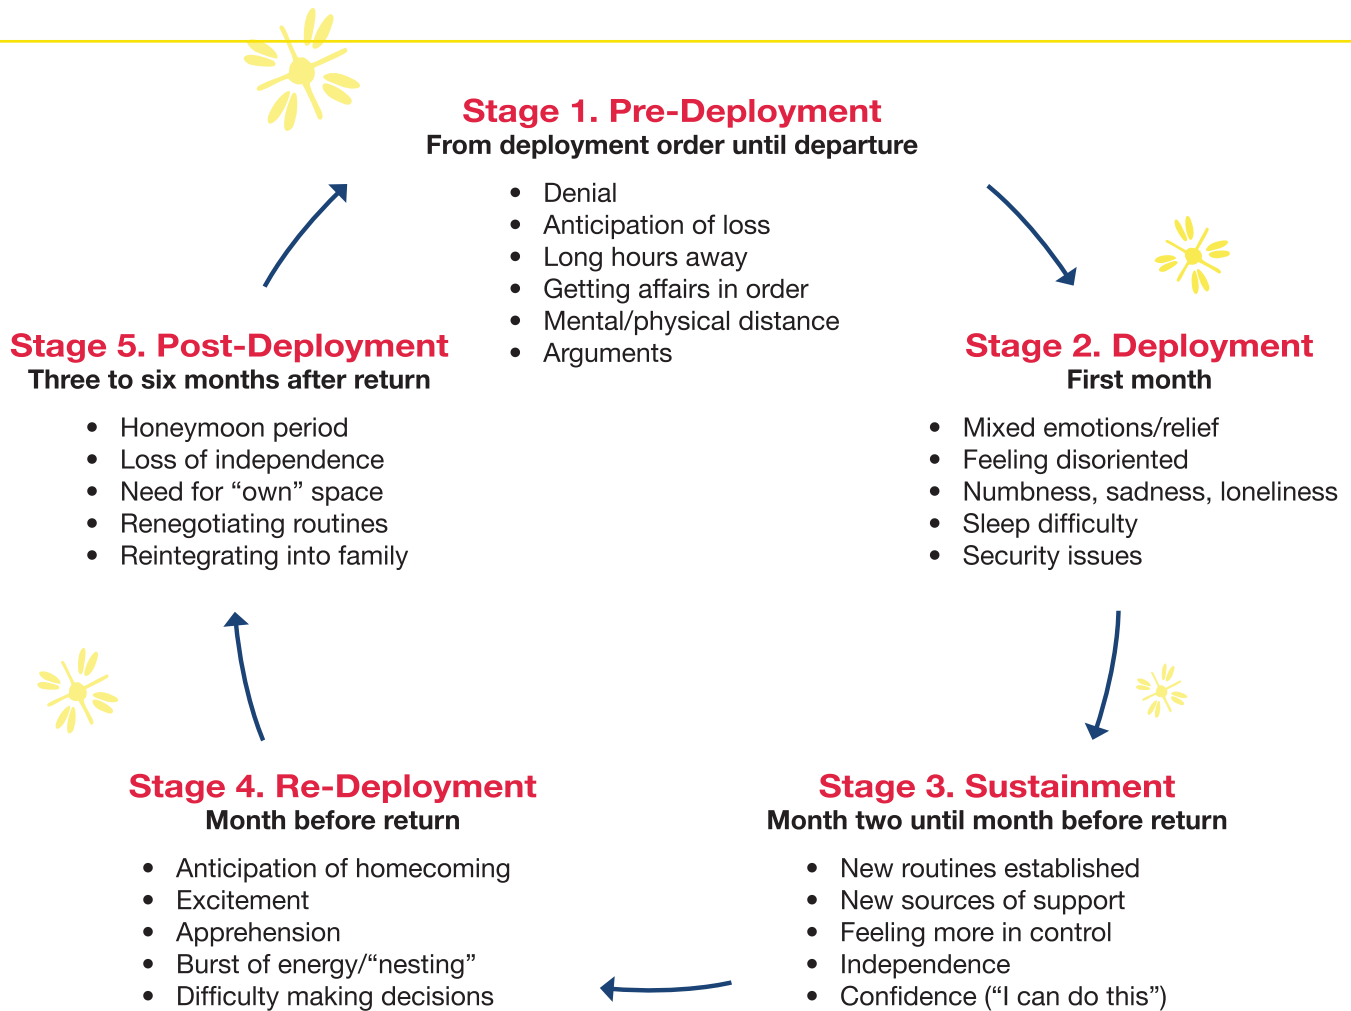 Stage 1. Pre-Deployment
From deployment order until departure
• Denial
• Anticipation of loss
• Long hours away
• Getting affairs in order
• Mental/physical distance
• Arguments
Stage 2. Deployment
First month
• Mixed emotions/relief
• Feeling disoriented
• Numbness, sadness, loneliness
• Sleep difficulty
• Security issues
Stage 3. Sustainment
Month two until month before return
• New routines established
• New sources of support
• Feeling more in control
• Independence
• Confidence (“I can do this”)
Stage 4. Re-Deployment
Month before return
• Anticipation of homecoming
• Excitement
• Apprehension
• Burst of energy/“nesting”
• Difficulty making decisions
Stage 5. Post-Deployment
Three to six months after return
• Honeymoon period
• Loss of independence
• Need for “own” space
• Renegotiating routines
• Reintegrating into family